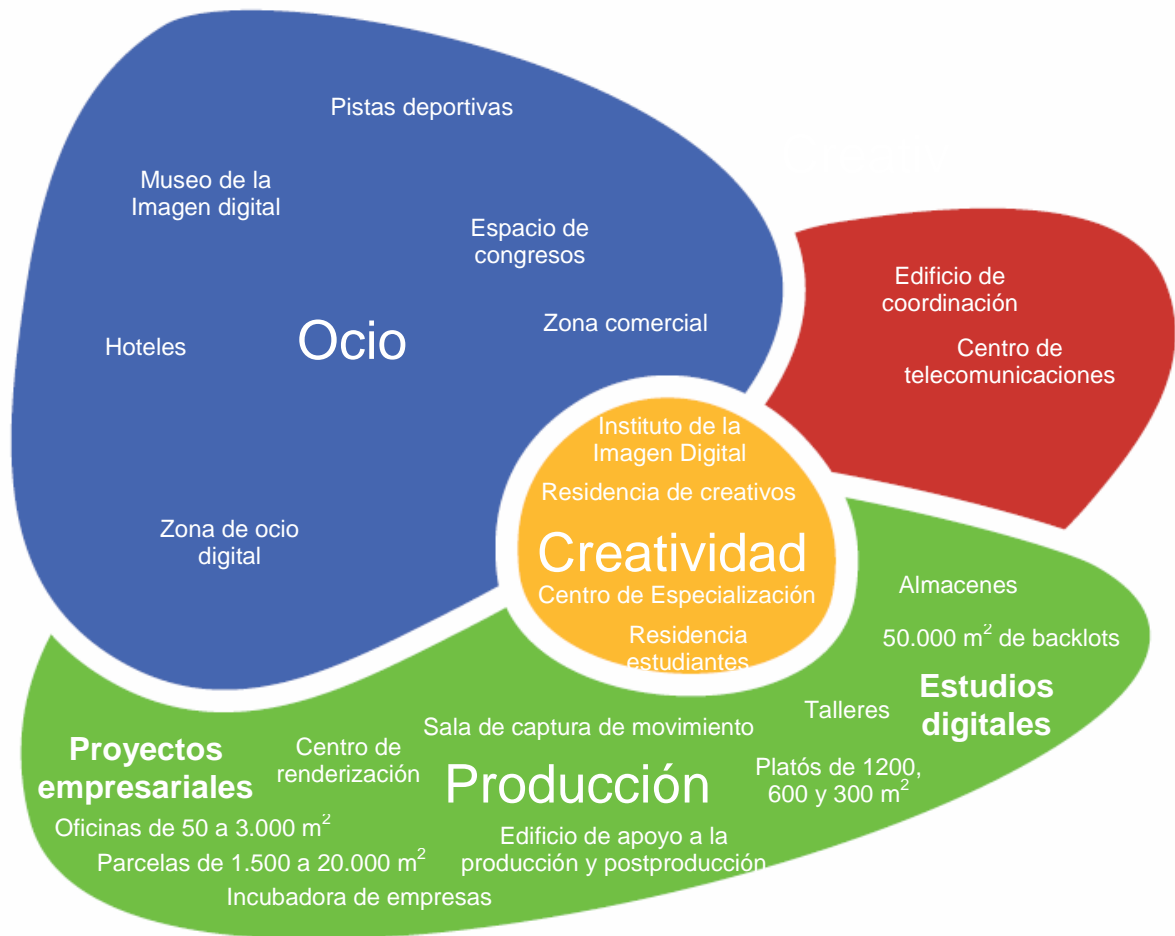 Pistas deportivas
Museo de la
Imagen digital
Espacio de
congresos
Zona comercial
Hoteles
Ocio
Zona de ocio
digital
Edificio de
coordinación
Centro de
telecomunicaciones
Instituto de la
Imagen Digital
Residencia de creativos
Creatividad
Centro de Especialización
Residencia
estudiantes
Almacenes
50.000 m² de backlots
Estudios
digitales
Talleres
Platós de 1200,
600 y 300 m²
Sala de captura de movimiento
Producción
Edificio de apoyo a la
producción y postproducción
Centro de
renderización
Proyectos
empresariales
Oficinas de 50 a 3.000 m²
Parcelas de 1.500 a 20.000 m²
Incubadora de empresas